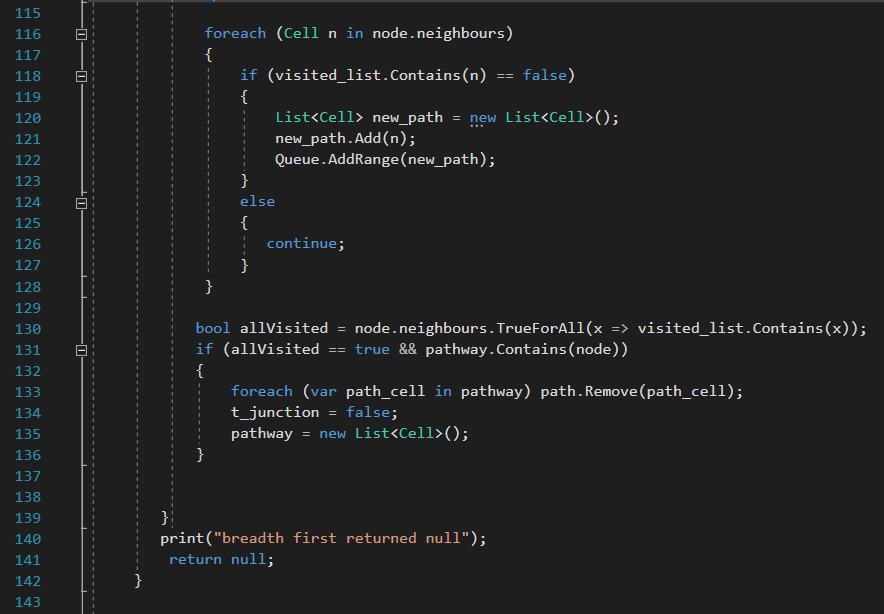 115
116 foreach (Cell n in node.neighbours)
117 {
118 if (visited_list.Contains(n) == false)
119 {
120 List<Cell> new_path = new List<Cell>();
121 new_path.Add(n);
122 Queue.AddRange(new_path);
123 }
124 else
125 {
126 continue;
127 }
128 }
129
130 bool allVisited = node.neighbours.TrueForAll(x => visited_list.Contains(x));
131 if (allVisited == true && pathway.Contains(node))
132 {
133 foreach (var path_cell in pathway) path.Remove(path_cell);
134 t_junction = false;
135 pathway = new List<Cell>();
136 }
137
138
139 }
140 print("breadth first returned null");
141 return null;
142 }
143